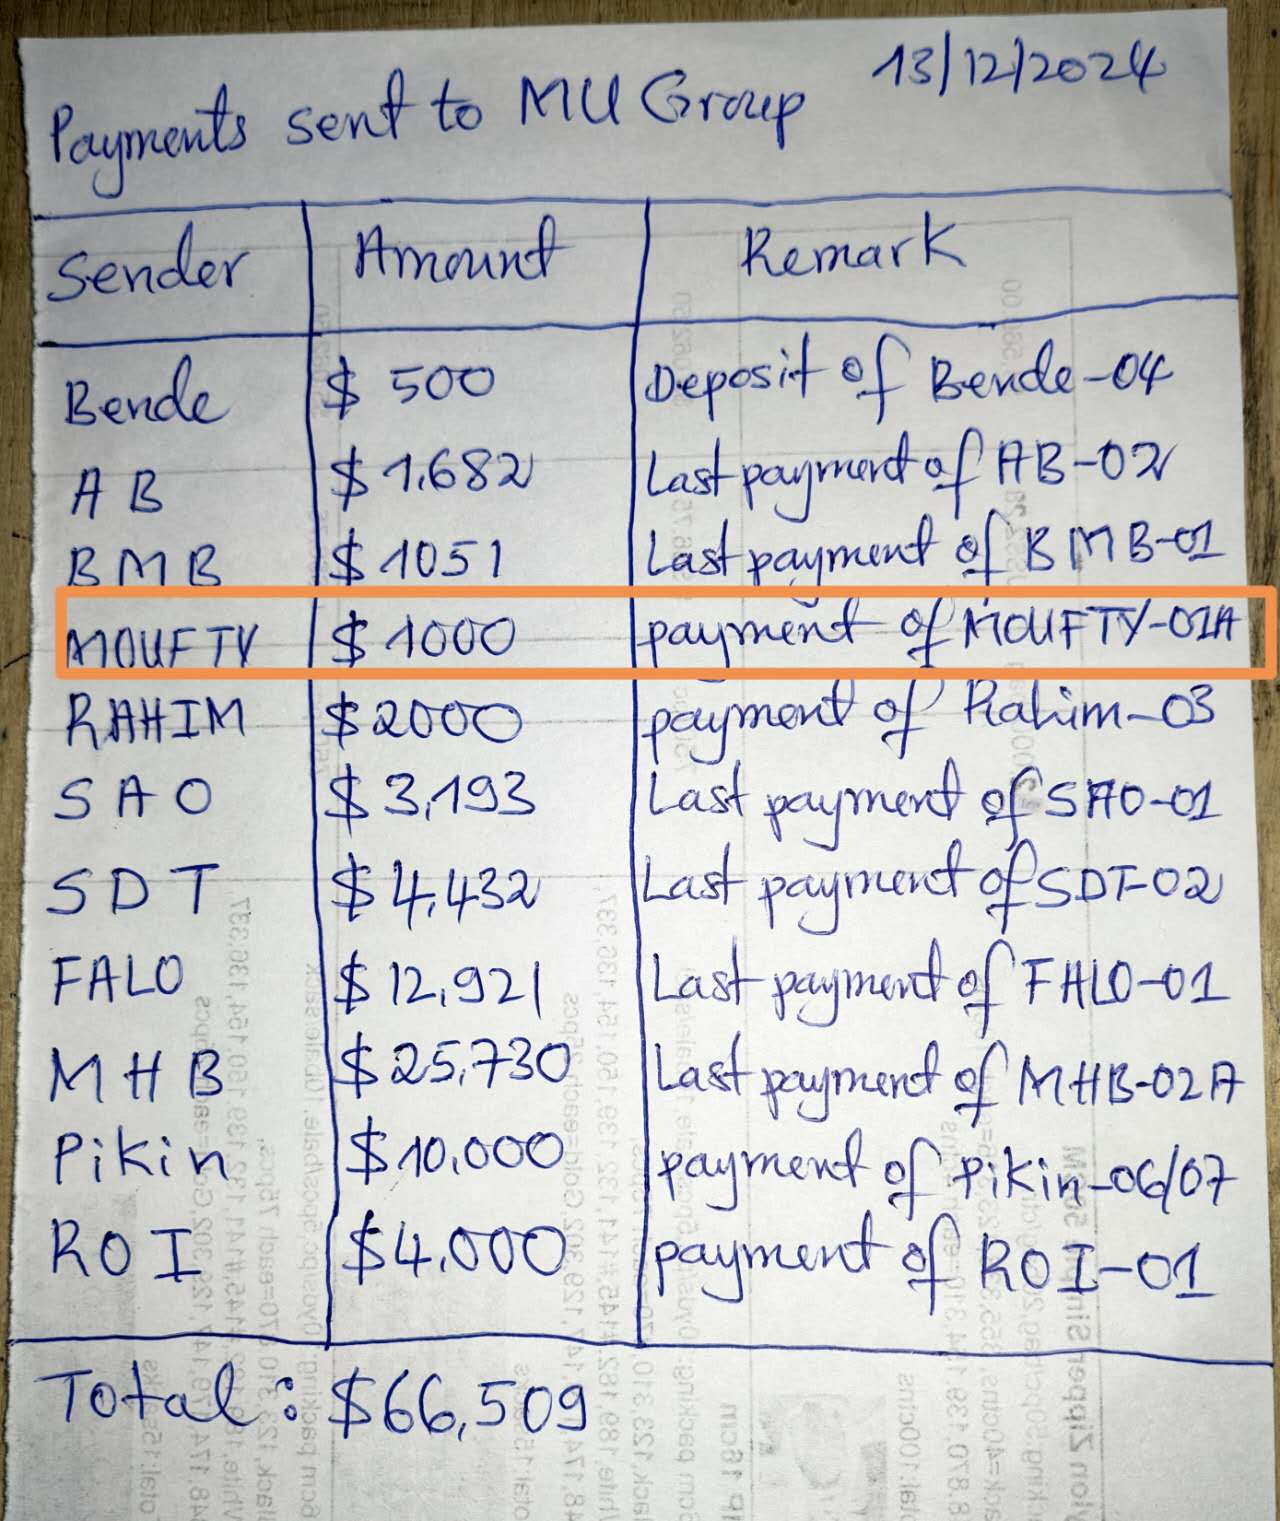 13/12/2024
Payments sent to MU Group
Sender Amount Remark
Bende $ 500 Deposit of Bende-04
AB $ 1,682 Last payment of AB-02
BMB $ 1051 Last payment of BMB-01
MOUFTY $ 1000 payment of MOUFTY-01A
RAHIM $ 2000 payment of Rahim-03
SAO $ 3,193 Last payment of SAO-01
SDT $ 4,432 Last payment of SDT-02
FALO $ 12,921 Last payment of FALO-01
MHB $ 25,730 Last payment of MHB-02A
Pikin $ 10,000 payment of Pikin-06/07
ROI $ 4,000 payment of ROI-01
Total : $ 66,509